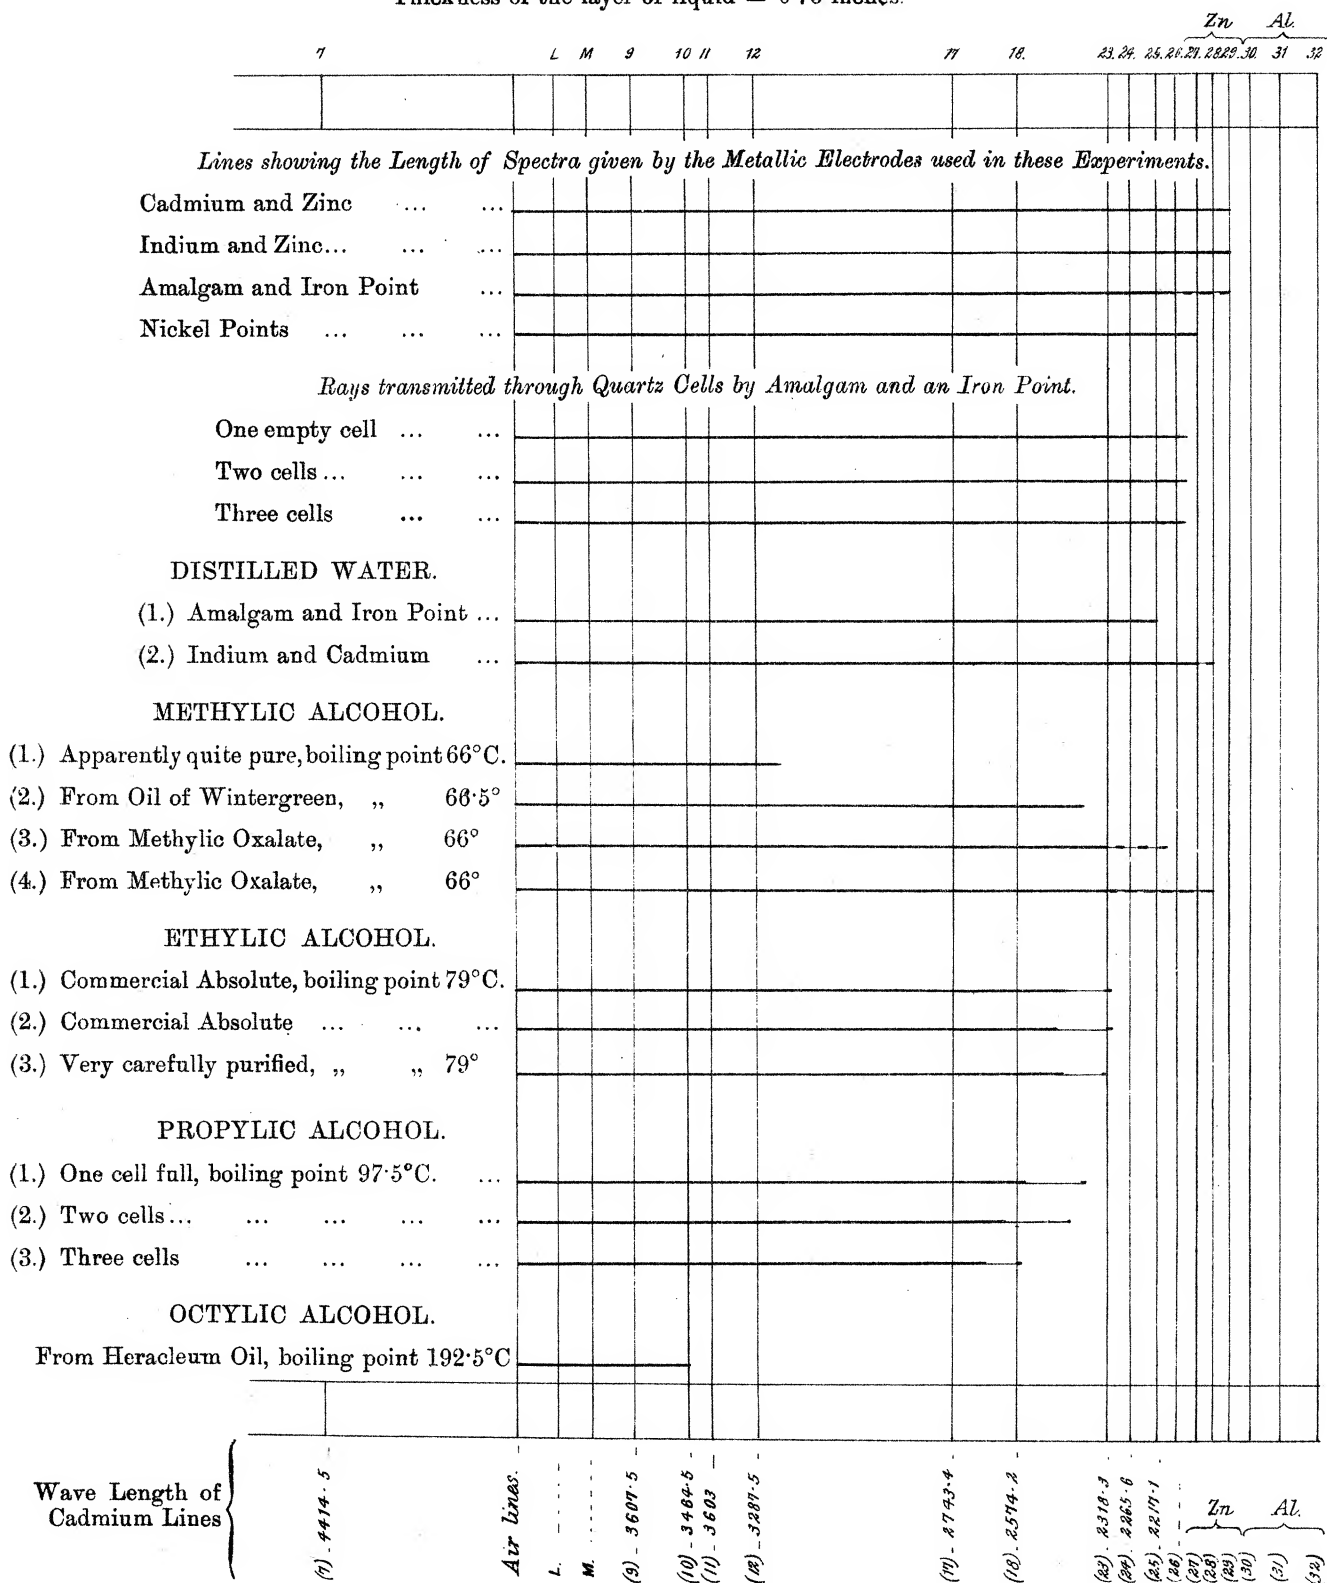 Thickness of the layer of liquid = 0·75 inches.
Zn Al.
7 L M 9 10 11 12 17 18. 23. 24. 25. 26. 27. 28. 29. 30. 31 32
Lines showing the Length of Spectra given by the Metallic Electrodes used in these Experiments.
Cadmium and Zinc ... ...
Indium and Zinc... ... ...
Amalgam and Iron Point ...
Nickel Points ... ... ...
Rays transmitted through Quartz Cells by Amalgam and an Iron Point.
One empty cell ... ...
Two cells... ... ...
Three cells ... ...
DISTILLED WATER.
(1.) Amalgam and Iron Point ...
(2.) Indium and Cadmium ...
METHYLIC ALCOHOL.
(1.) Apparently quite pure, boiling point 66°C.
(2.) From Oil of Wintergreen, „ 66·5°
(3.) From Methylic Oxalate, „ 66°
(4.) From Methylic Oxalate, „ 66°
ETHYLIC ALCOHOL.
(1.) Commercial Absolute, boiling point 79°C.
(2.) Commercial Absolute ... ... ...
(3.) Very carefully purified, „ „ 79°
PROPYLIC ALCOHOL.
(1.) One cell full, boiling point 97·5°C. ...
(2.) Two cells... ... ... ... ...
(3.) Three cells ... ... ... ...
OCTYLIC ALCOHOL.
From Heracleum Oil, boiling point 192·5°C
Wave Length of
Cadmium Lines
(7) - 4414·5 -
Air lines. -
L. -----
M. ......
(9) - 3607·5 -
(10) - 3464·5 -
(11) - 3603 -
(12) - 3287·5 -
(17) - 2743·4 -
(18) - 2574·2 -
(23) - 2318·3 -
(24) - 2265·6 -
(25) - 2217·1 -
(26) - - - -
Zn Al.
(27)
(28)
(29)
(30)
(31)
(32)